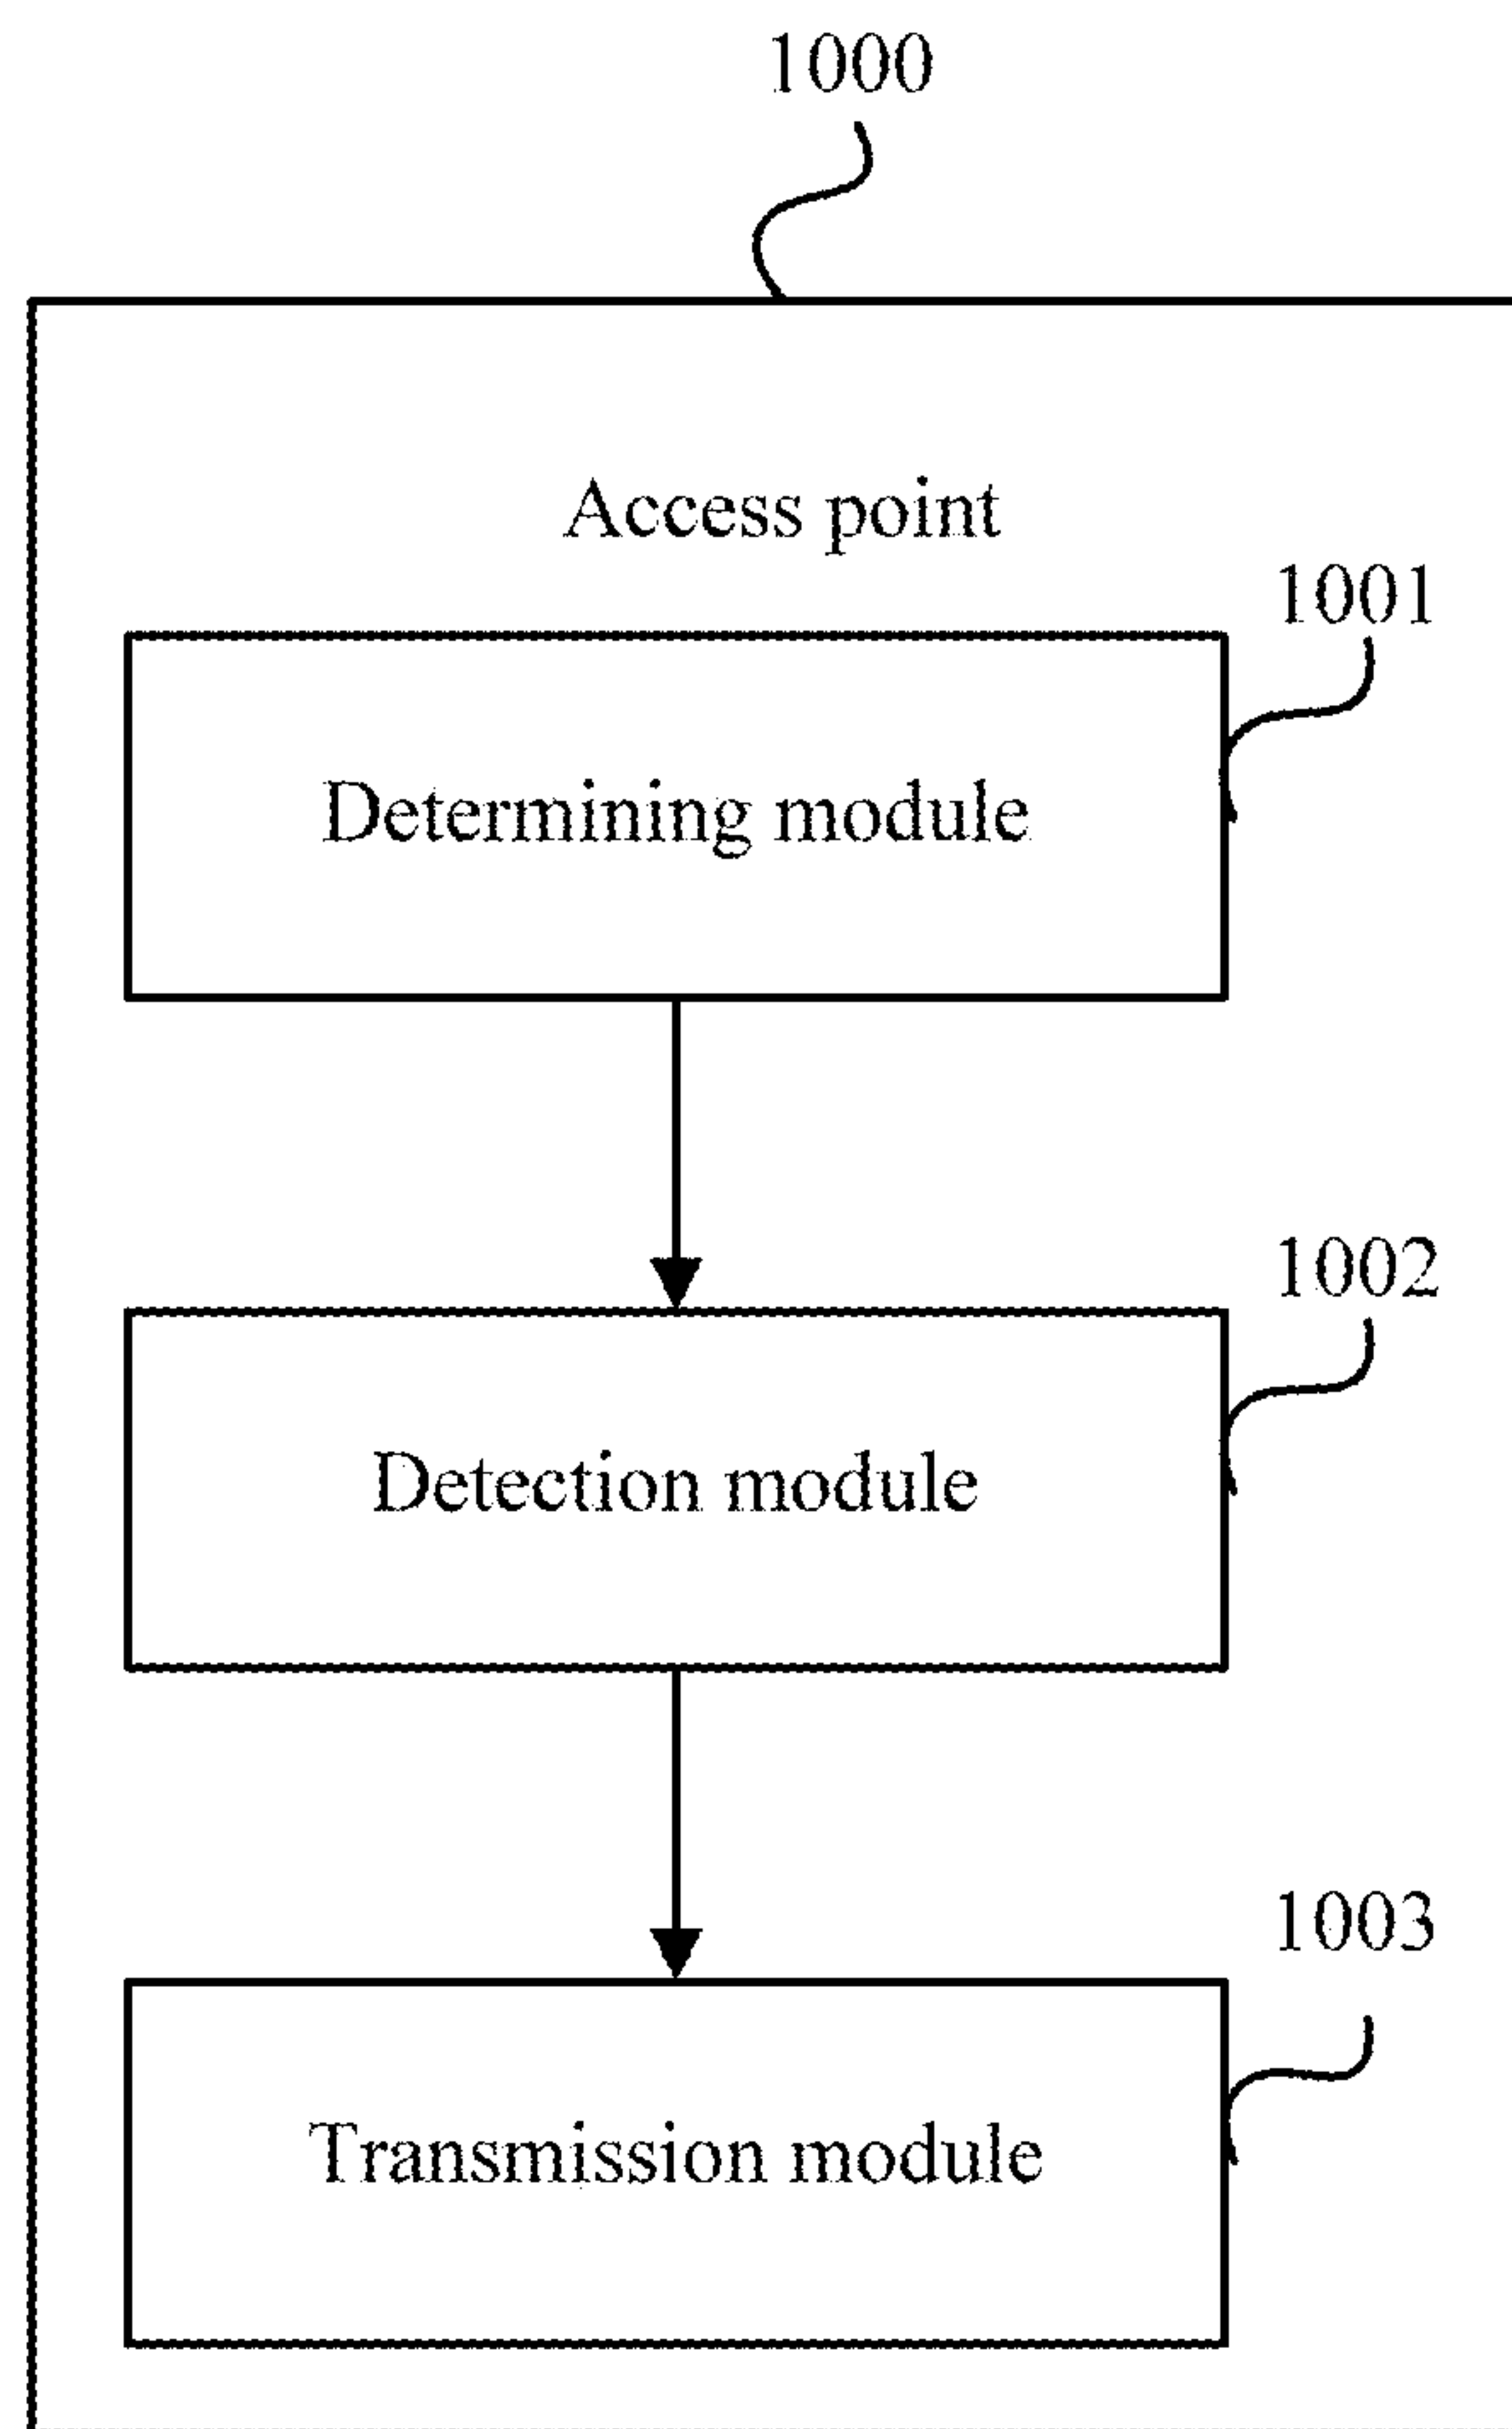 1000
Access point
1001
Determining module
1002
Detection module
1003
Transmission module